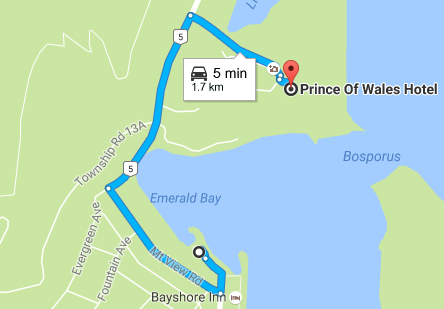 5
5 min
1.7 km
Prince Of Wales Hotel
Township Rd 13A
Bosporus
5
Emerald Bay
Evergreen Ave
Fountain Ave
Mt View Rd
Bayshore Inn